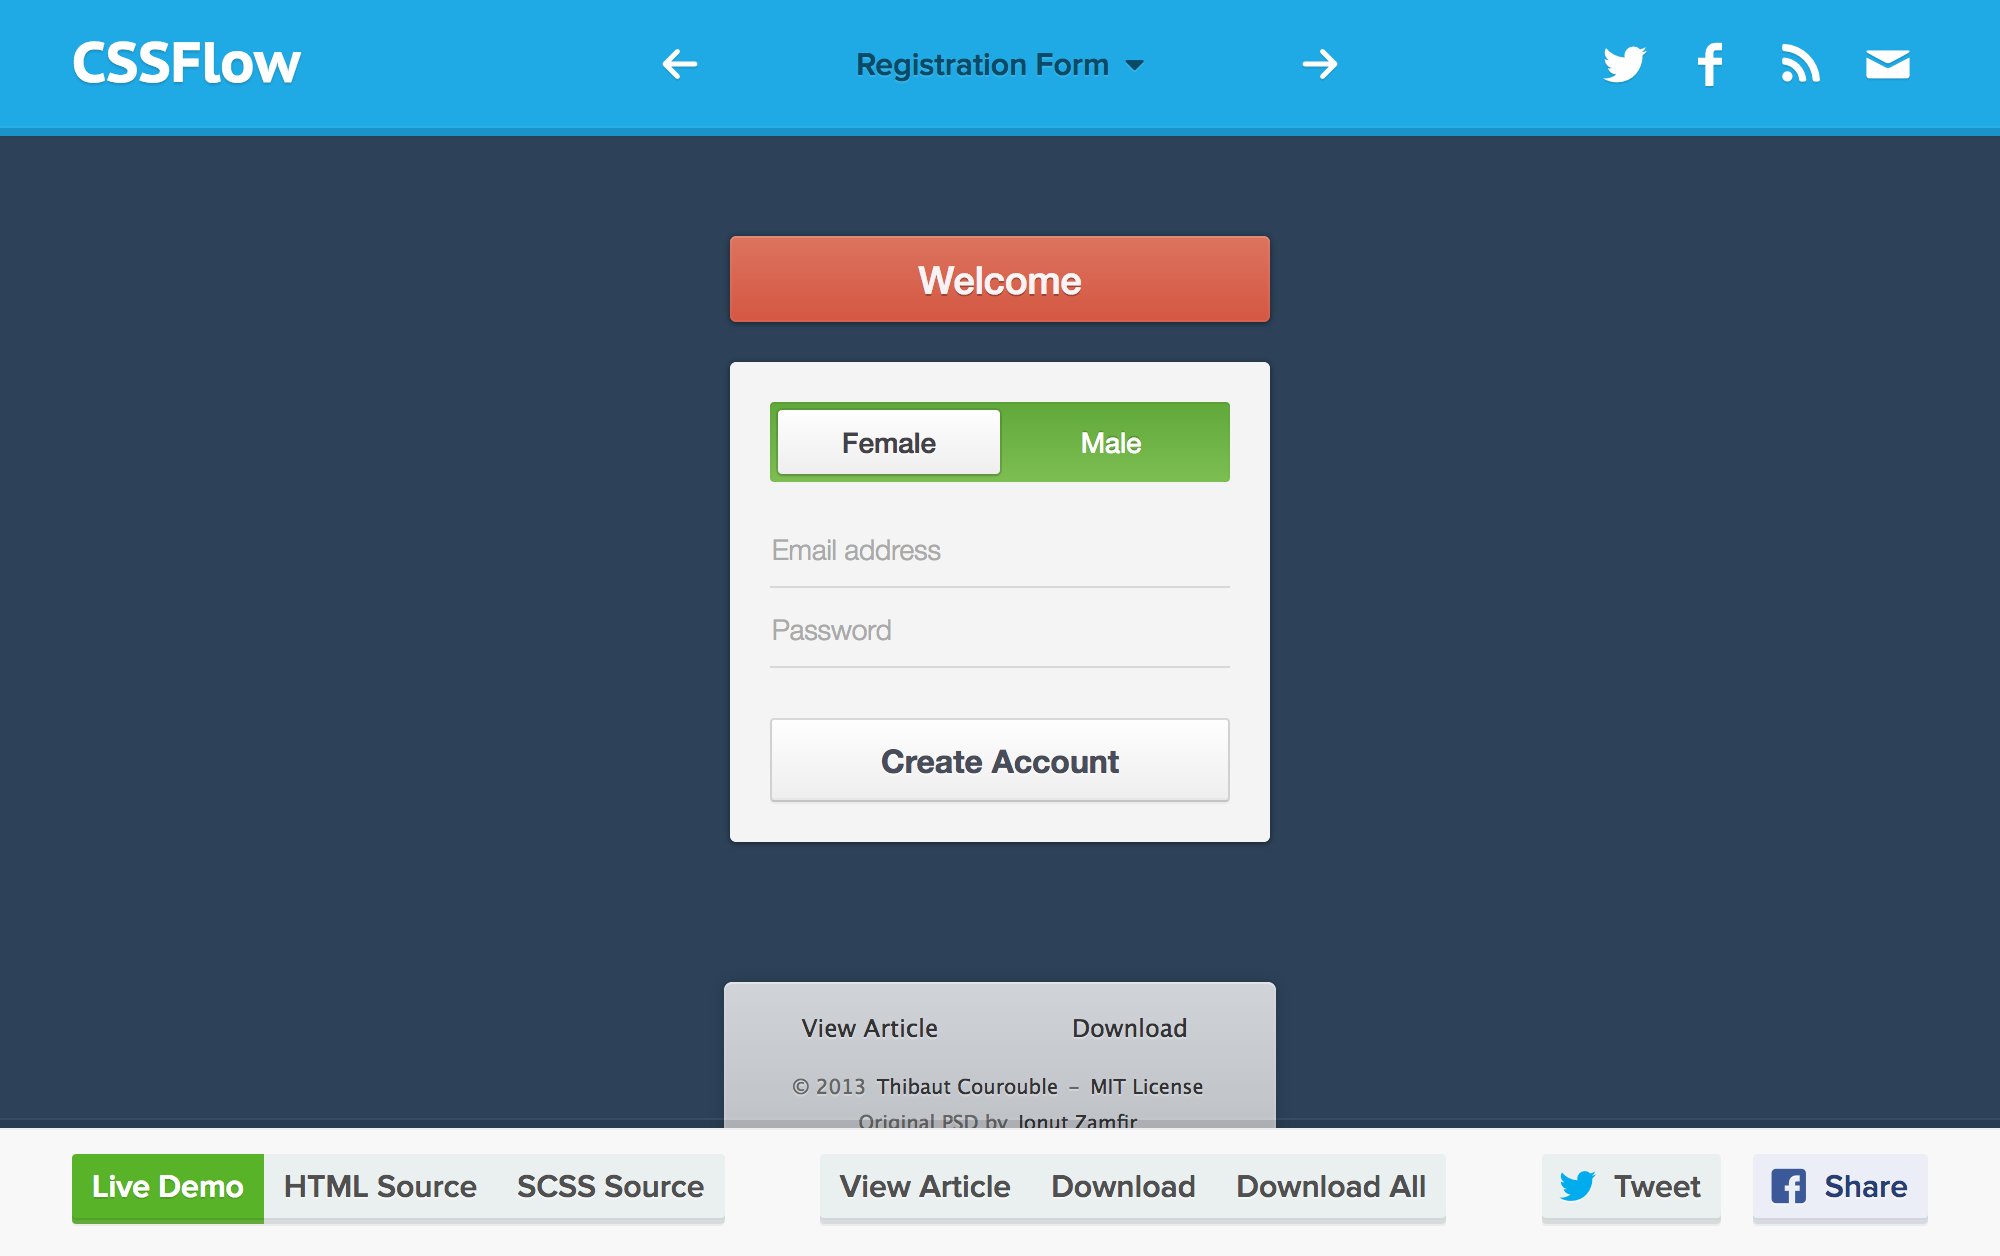 CSSFlow
Registration Form
Welcome
Female Male
Email address
Password
Create Account
View Article Download
© 2013 Thibaut Courouble – MIT License
Original PSD by Ionut Zamfir
Live Demo HTML Source SCSS Source View Article Download Download All Tweet Share